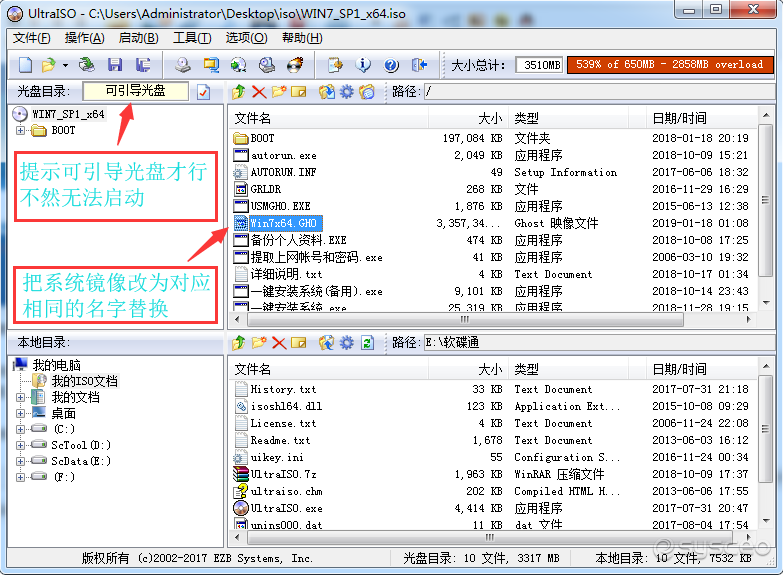 UltraISO - C:\Users\Administrator\Desktop\iso\WIN7_SP1_x64.iso
文件(F) 操作(A) 启动(B) 工具(T) 选项(O) 帮助(H)
大小总计: 3510MB 539% of 650MB - 2858MB overload
光盘目录: 可引导光盘 路径: /
WIN7_SP1_x64
BOOT
提示可引导光盘才行
不然无法启动
把系统镜像改为对应
相同的名字替换
文件名 大小 类型 日期/时间
BOOT 197,084 KB 文件夹 2018-01-18 20:19
autorun.exe 2,049 KB 应用程序 2018-10-09 15:21
AUTORUN.INF 49 Setup Information 2017-06-06 18:32
GRLDR 268 KB 文件 2016-11-29 16:29
USMGHO.EXE 1,876 KB 应用程序 2015-06-13 12:38
Win7x64.GHO 3,357,34... Ghost 映像文件 2019-01-18 01:08
备份个人资料.EXE 474 KB 应用程序 2018-10-08 17:25
提取上网帐号和密码.exe 41 KB 应用程序 2006-03-10 19:32
详细说明.txt 4 KB Text Document 2018-10-17 01:34
一键安装系统(备用).exe 9,101 KB 应用程序 2018-10-14 23:43
一键安装系统.exe 25,319 KB 应用程序 2018-11-28 19:15
本地目录: 路径: E:\软碟通
我的电脑
我的ISO文档
我的文档
桌面
(C:)
ScTool(D:)
ScData(E:)
(F:)
文件名 大小 类型 日期/时间
History.txt 33 KB Text Document 2017-07-31 21:18
isoshl64.dll 123 KB Application Ext... 2015-10-08 09:29
License.txt 4 KB Text Document 2006-11-24 22:08
Readme.txt 1,678 Text Document 2013-06-03 16:12
uikey.ini 55 Configuration S... 2016-11-24 00:34
UltraISO.7z 1,963 KB WinRAR 压缩文件 2018-10-09 17:37
ultraiso.chm 202 KB Compiled HTML H... 2013-06-06 17:55
UltraISO.exe 4,414 KB 应用程序 2017-07-31 20:47
unins000.dat 11 KB dat 文件 2017-08-04 17:54
版权所有 (c)2002-2017 EZB Systems, Inc. 光盘目录: 10 文件, 3317 MB 本地目录: 10 文件, 7532 KB
@sysceo